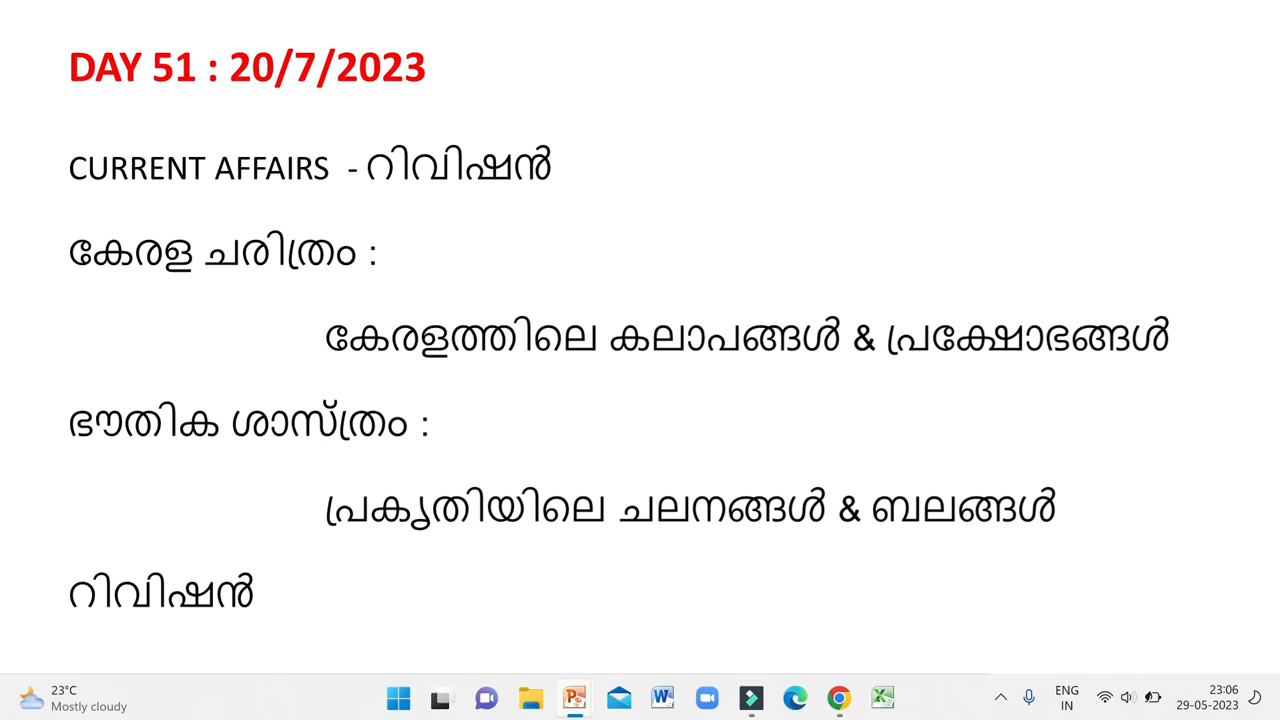 DAY 51 : 20/7/2023
CURRENT AFFAIRS - റിവിഷൻ
കേരള ചരിത്രം :
കേരളത്തിലെ കലാപങ്ങൾ & പ്രക്ഷോഭങ്ങൾ
ഭൗതിക ശാസ്ത്രം :
പ്രകൃതിയിലെ ചലനങ്ങൾ & ബലങ്ങൾ
റിവിഷൻ
23°C
Mostly cloudy
ENG
IN
23:06
29-05-2023